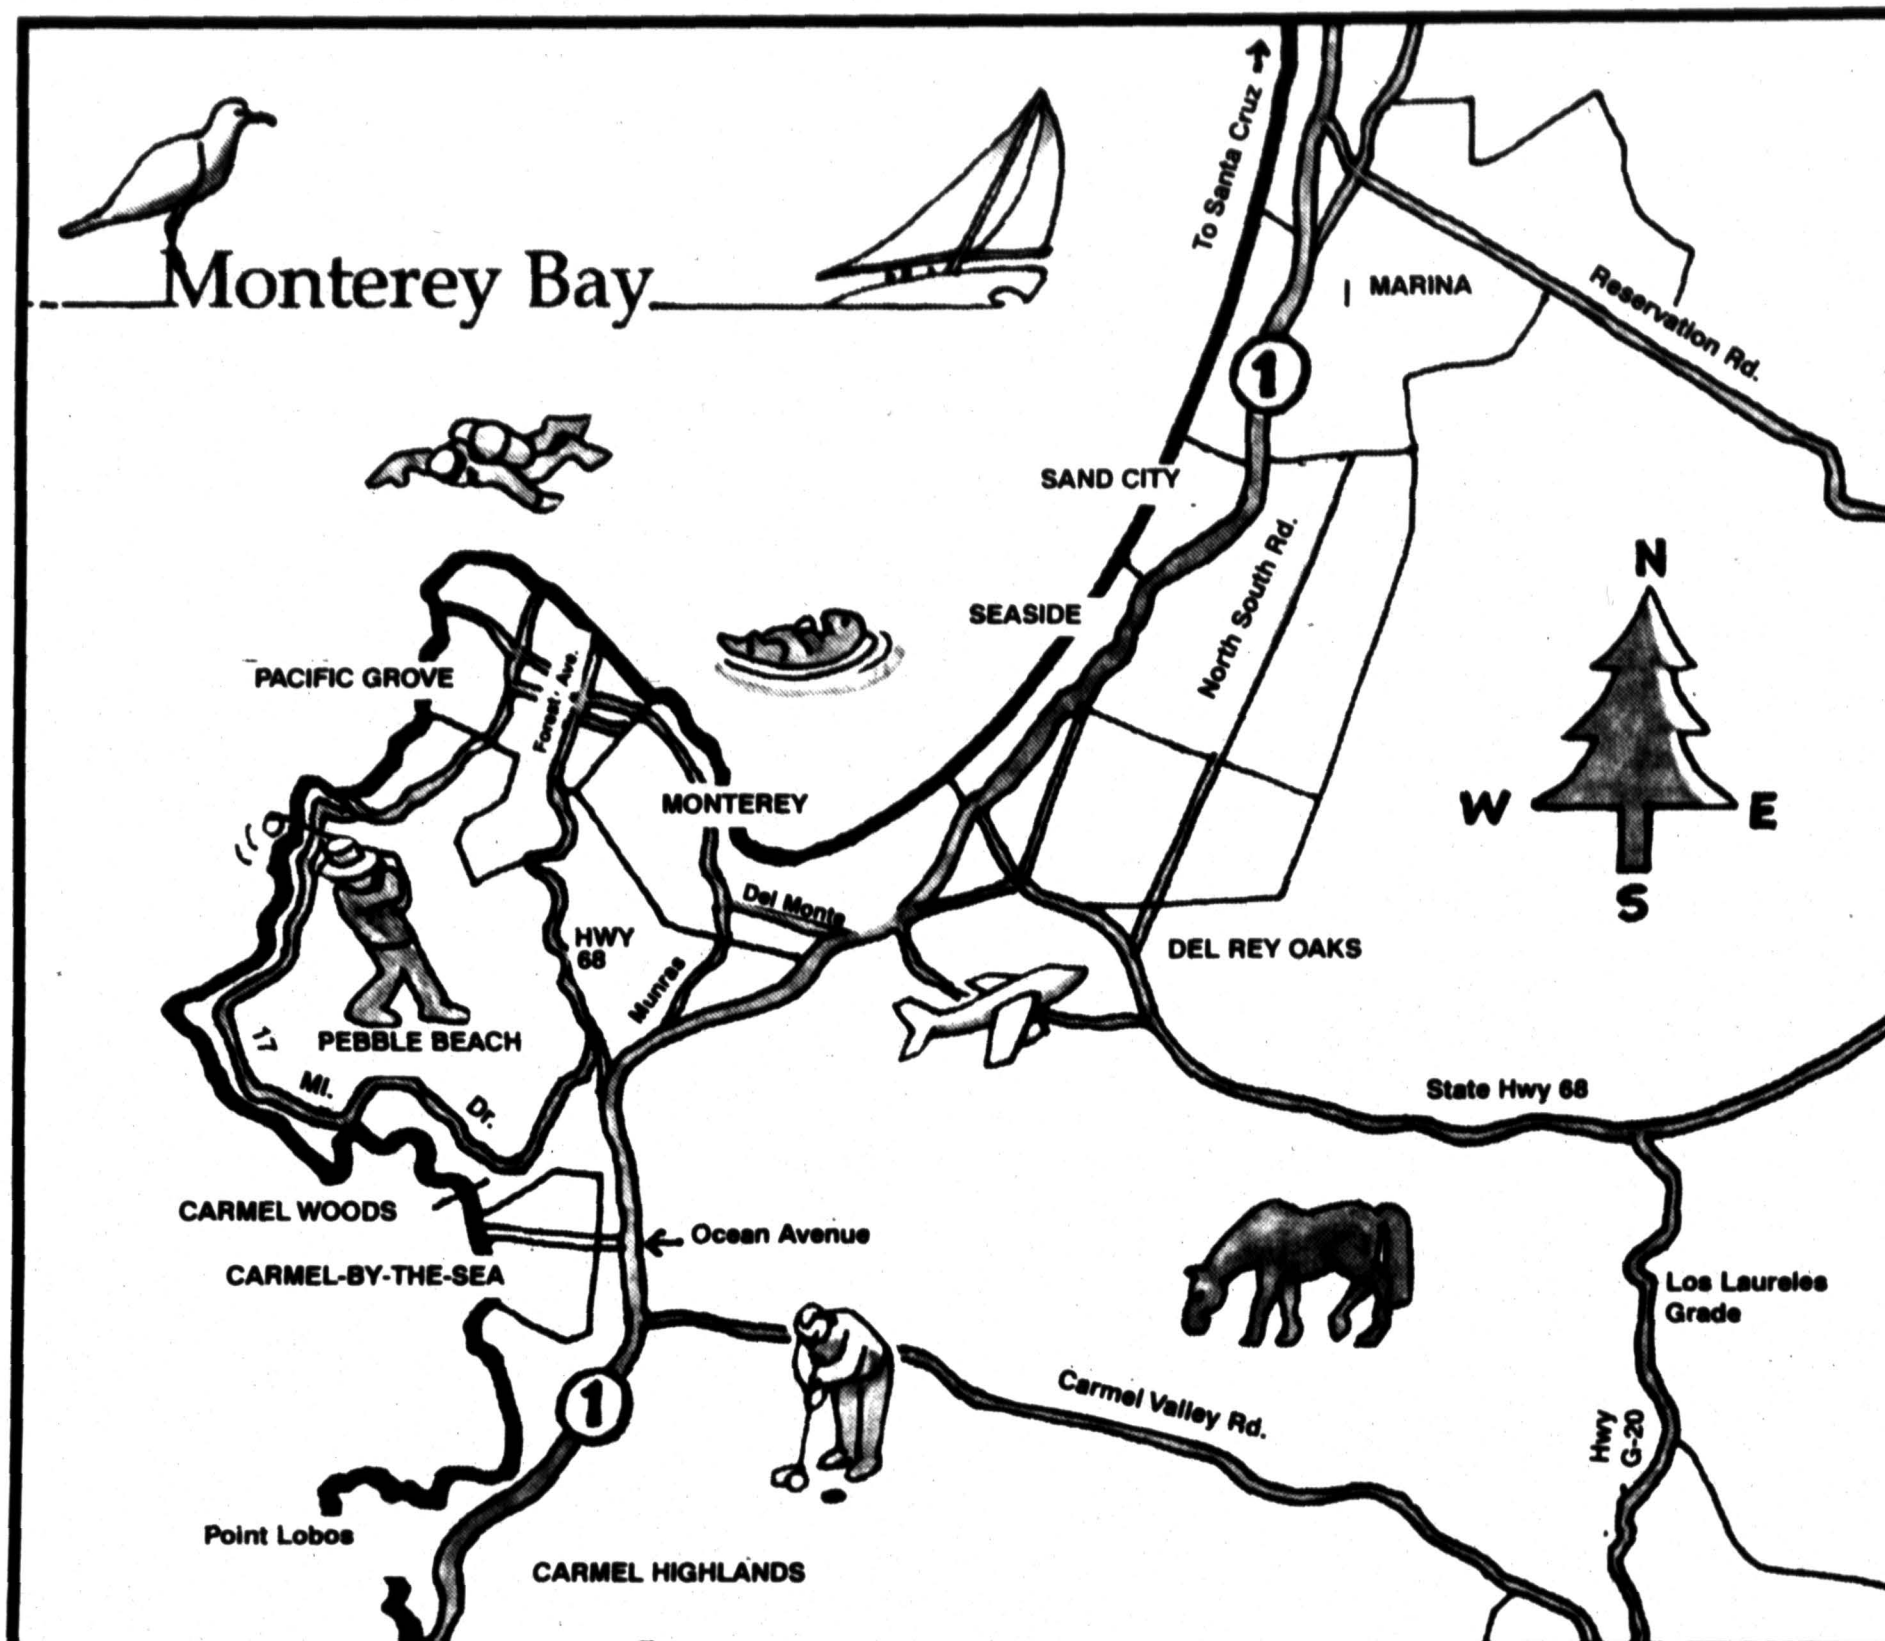 To Santa Cruz
Monterey Bay
MARINA
Reservation Rd.
1
SAND CITY
North South Rd.
SEASIDE
N
W
E
S
PACIFIC GROVE
Forest Ave.
MONTEREY
Del Monte
HWY
68
Munras
DEL REY OAKS
17
MI.
Dr.
PEBBLE BEACH
State Hwy 68
CARMEL WOODS
Ocean Avenue
CARMEL-BY-THE-SEA
Los Laureles
Grade
1
Carmel Valley Rd.
Hwy
G-20
Point Lobos
CARMEL HIGHLANDS